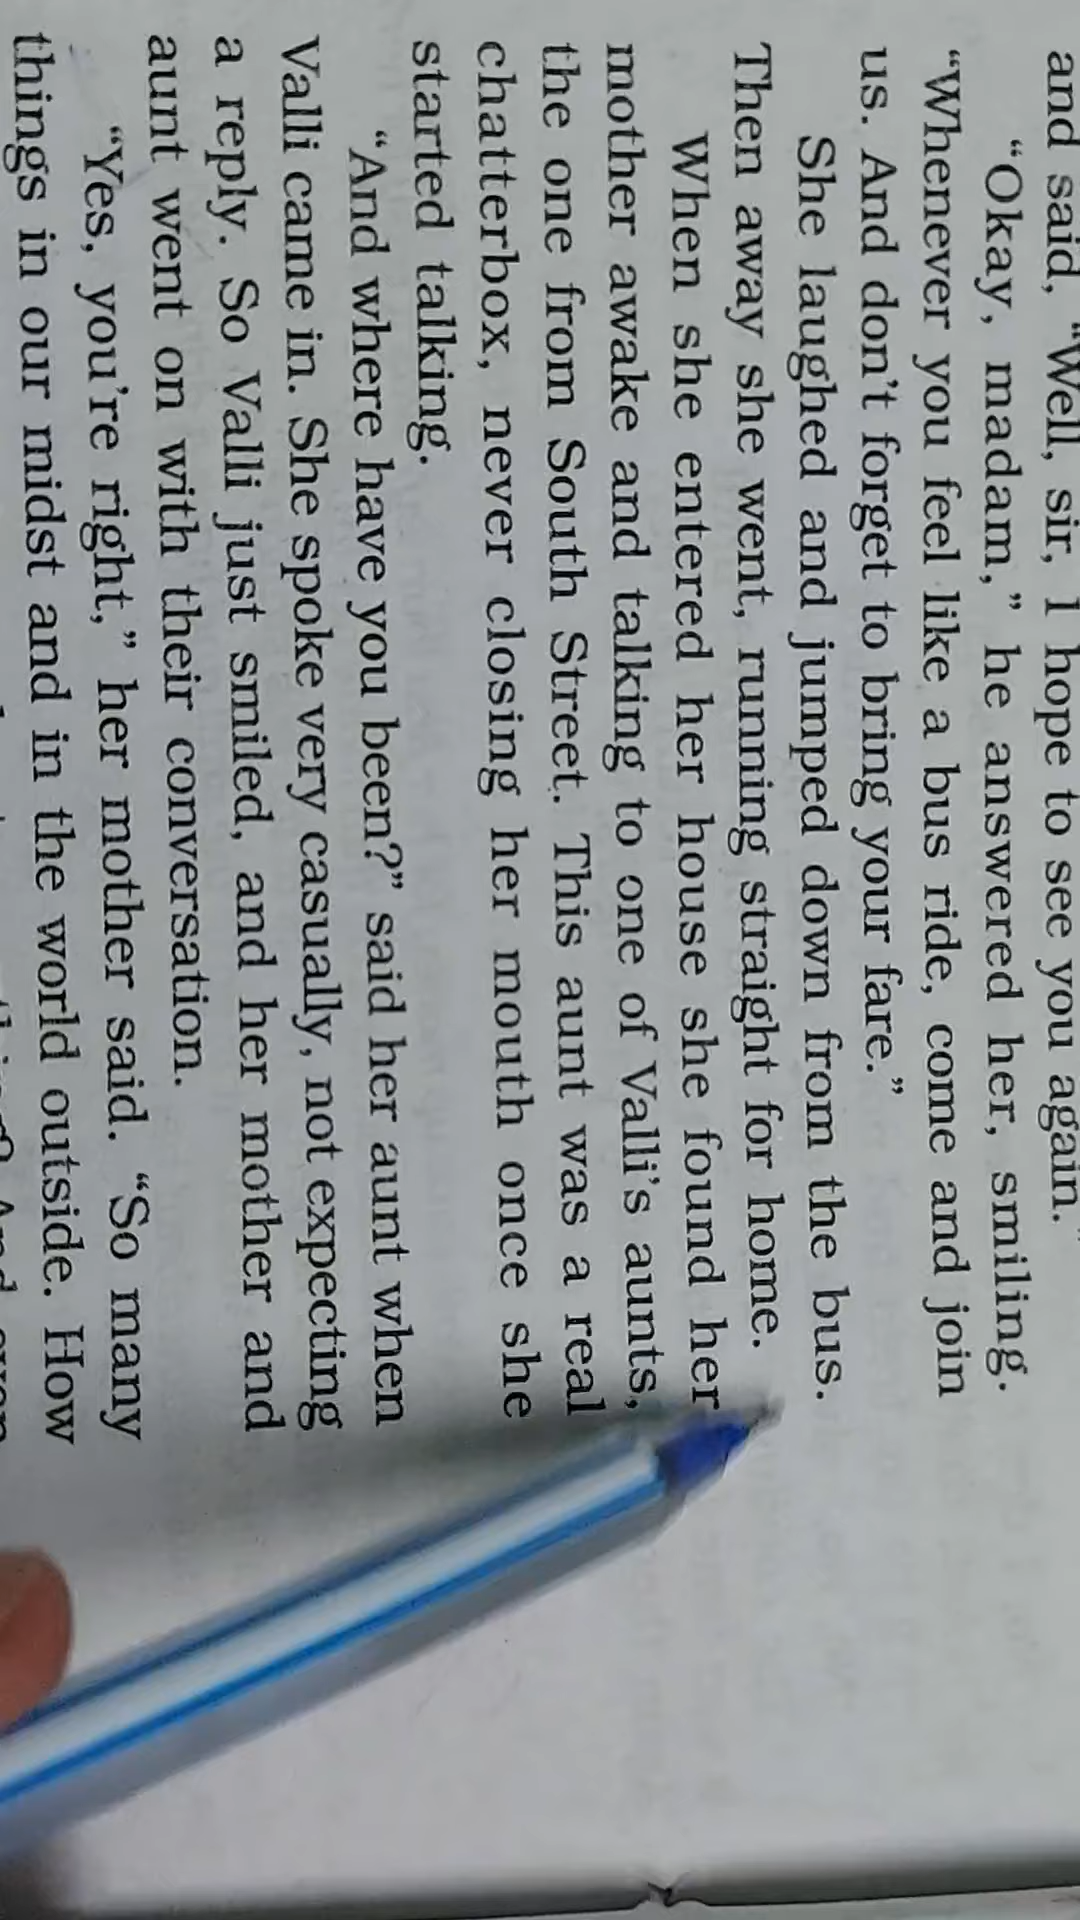 and said, "Well, sir, I hope to see you again."
"Okay, madam," he answered her, smiling.
"Whenever you feel like a bus ride, come and join
us. And don't forget to bring your fare."
She laughed and jumped down from the bus.
Then away she went, running straight for home.
When she entered her house she found her
mother awake and talking to one of Valli's aunts,
the one from South Street. This aunt was a real
chatterbox, never closing her mouth once she
started talking.
"And where have you been?" said her aunt when
Valli came in. She spoke very casually, not expecting
a reply. So Valli just smiled, and her mother and
aunt went on with their conversation.
"Yes, you're right," her mother said. "So many
things in our midst and in the world outside. How